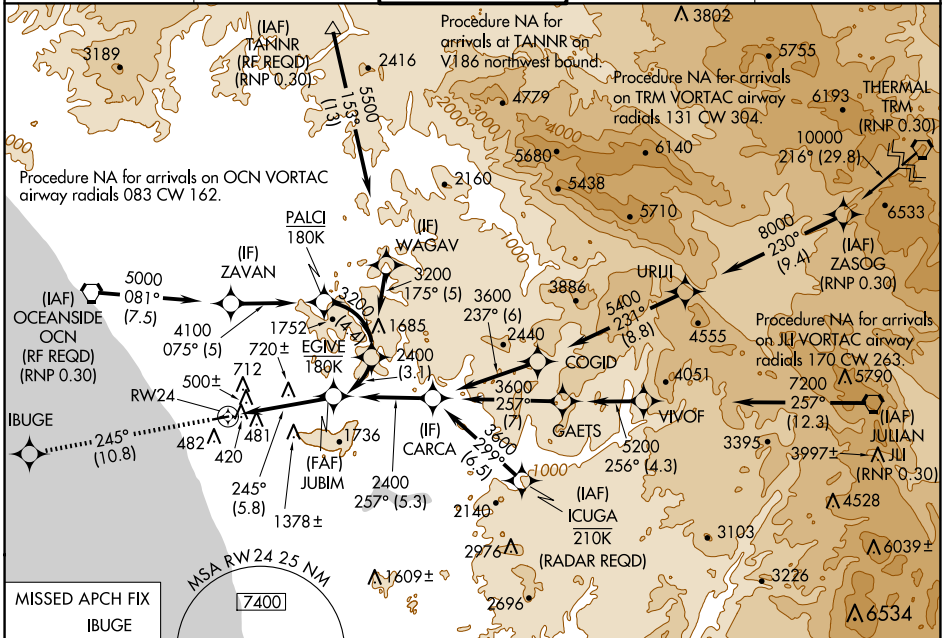 (IAF)
TANNR
(RF REQD)
(RNP 0.30)
3189
2416
5500
153°
(13)
Procedure NA for
arrivals at TANNR on
V186 northwest bound.
3802
5755
4779
Procedure NA for arrivals
on TRM VORTAC airway
radials 131 CW 304.
6193
THERMAL
TRM
(RNP 0.30)
10000
216° (29.8)
4000
5680
6140
5438
5710
2160
1000
6533
Procedure NA for arrivals on OCN VORTAC
airway radials 083 CW 162.
PALCI
180K
(IF)
WAGAV
(IF)
ZAVAN
3200
175° (5)
8000
230°
(9.4)
(IAF)
ZASOG
(RNP 0.30)
URIJI
5000
081°
(7.5)
(IAF)
OCEANSIDE
OCN
(RF REQD)
(RNP 0.30)
4100
075° (5)
3200
(4.4)
1752
1685
EGIVE
180K
2400
(3.1)
3600
237° (6)
3886
2440
5400
231°
(8.8)
4555
COGID
Procedure NA for arrivals
on JLI VORTAC airway
radials 170 CW 263.
5790
720±
712
500±
RW24
482
420
481
IBUGE
245°
(10.8)
245°
(5.8)
1378±
1736
(FAF)
JUBIM
2400
257° (5.3)
(IF)
CARCA
3600
257°
(7)
GAETS
4051
VIVOF
5200
256° (4.3)
7200
257°
(12.3)
(IAF)
JULIAN
JLI
(RNP 0.30)
3395
3997±
3600
299°
(6.5)
1000
(IAF)
ICUGA
210K
(RADAR REQD)
2140
2976
2696
3103
3226
4528
6039±
6534
1609±
MSA RW 24 25 NM
7400
MISSED APCH FIX
IBUGE